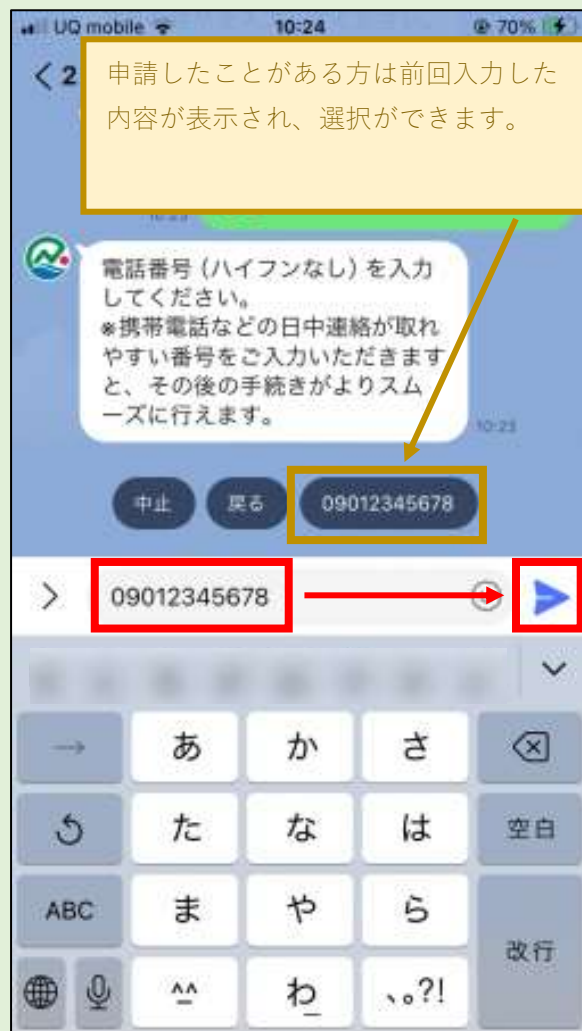 UQ mobile 10:24 70%
2
申請したことがある方は前回入力した
内容が表示され、選択ができます。
10:23
電話番号（ハイフンなし）を入力
してください。
※携帯電話などの日中連絡が取れ
やすい番号をご入力いただきます
と、その後の手続きがよりスム
ーズに行えます。
10:23
中止 戻る 09012345678
09012345678
→ あ か さ
た な は 空白
ABC ま や ら
改行
^^ わ 、。?!